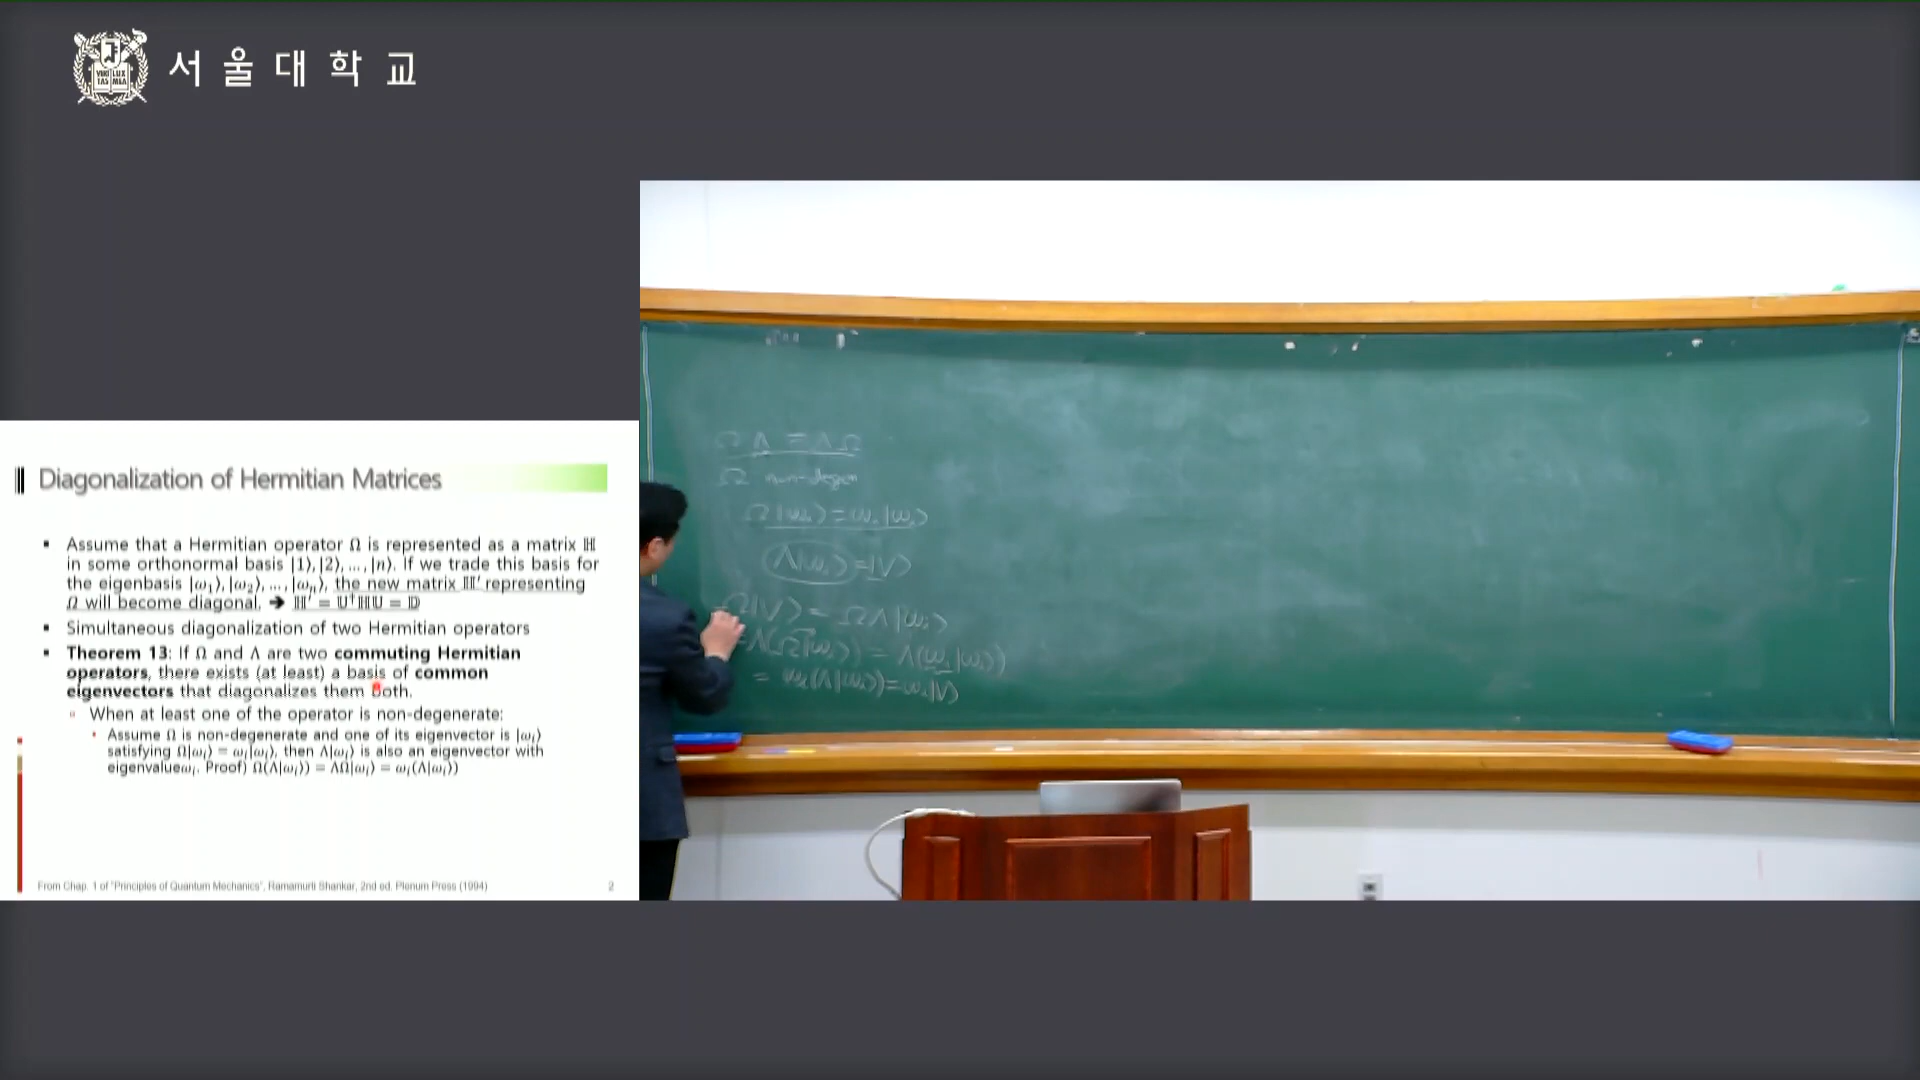 서울대학교
VERI LUX
TAS MEA
Diagonalization of Hermitian Matrices
▪ Assume that a Hermitian operator Ω is represented as a matrix ℍ
in some orthonormal basis |1⟩, |2⟩, …, |n⟩. If we trade this basis for
the eigenbasis |ω₁⟩, |ω₂⟩, …, |ωₙ⟩, the new matrix ℍ′ representing
Ω will become diagonal. ➔ ℍ′ = 𝕌†ℍ𝕌 = 𝔻
▪ Simultaneous diagonalization of two Hermitian operators
▪ Theorem 13: If Ω and Λ are two commuting Hermitian
operators, there exists (at least) a basis of common
eigenvectors that diagonalizes them both.
▫ When at least one of the operator is non-degenerate:
• Assume Ω is non-degenerate and one of its eigenvector is |ωᵢ⟩
satisfying Ω|ωᵢ⟩ = ωᵢ|ωᵢ⟩, then Λ|ωᵢ⟩ is also an eigenvector with
eigenvalueωᵢ. Proof) Ω(Λ|ωᵢ⟩) = ΛΩ|ωᵢ⟩ = ωᵢ(Λ|ωᵢ⟩)
From Chap. 1 of "Principles of Quantum Mechanics", Ramamurti Shankar, 2nd ed. Plenum Press (1994)
2
ΩΛ = ΛΩ
Ω non-degen
Ω|ωᵢ⟩ = ωᵢ|ωᵢ⟩
Λ|ωᵢ⟩ = |V⟩
Ω|V⟩ = ΩΛ|ωᵢ⟩
= Λ(Ω|ωᵢ⟩) = Λ(ωᵢ|ωᵢ⟩)
= ωᵢ(Λ|ωᵢ⟩) = ωᵢ|V⟩